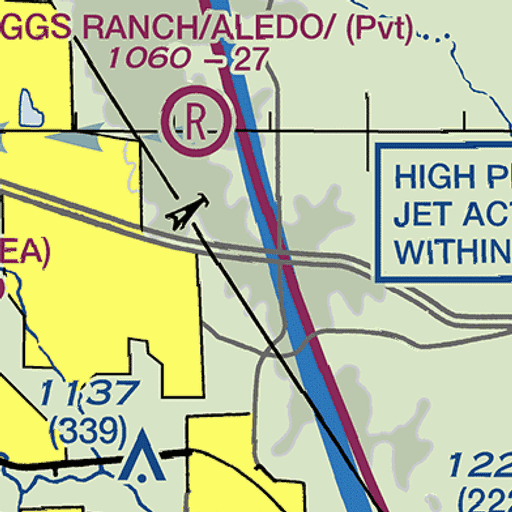 GGS RANCH/ALEDO/ (Pvt)
1060 – 27
R
HIGH P
JET AC
WITHIN
EA)
1137
(339)
122
(222